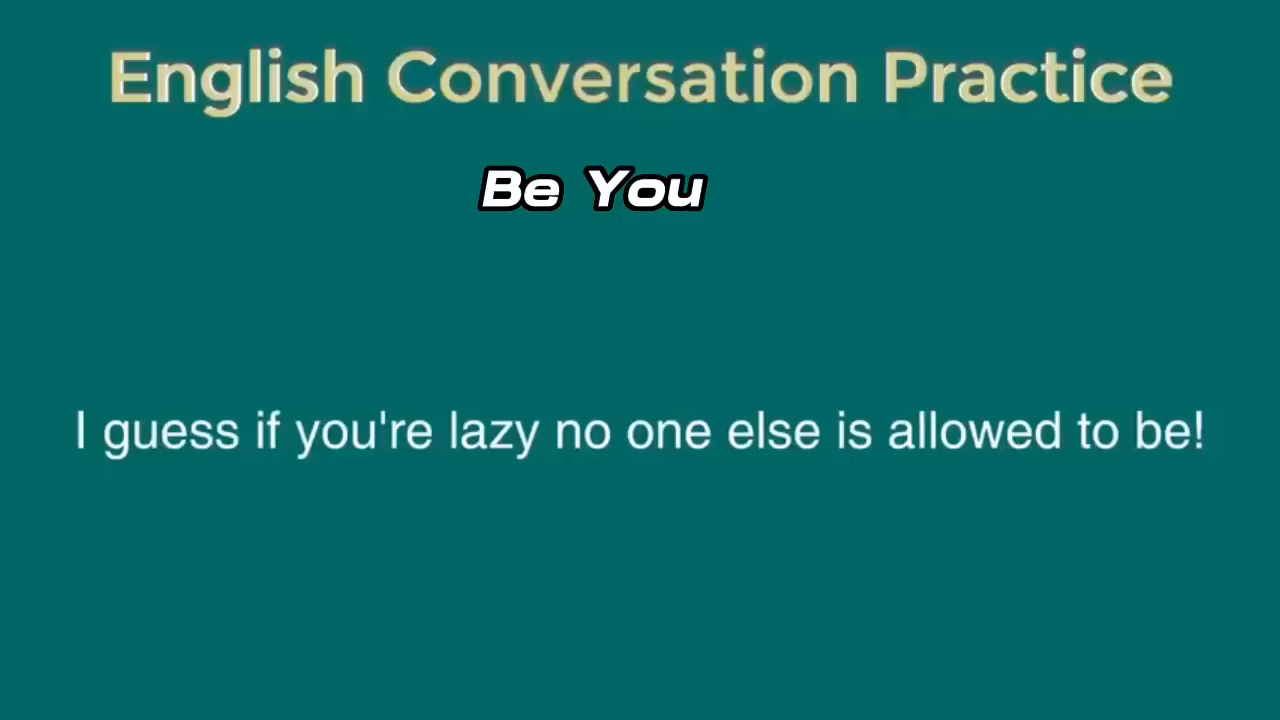 English Conversation Practice
Be You
I guess if you're lazy no one else is allowed to be!